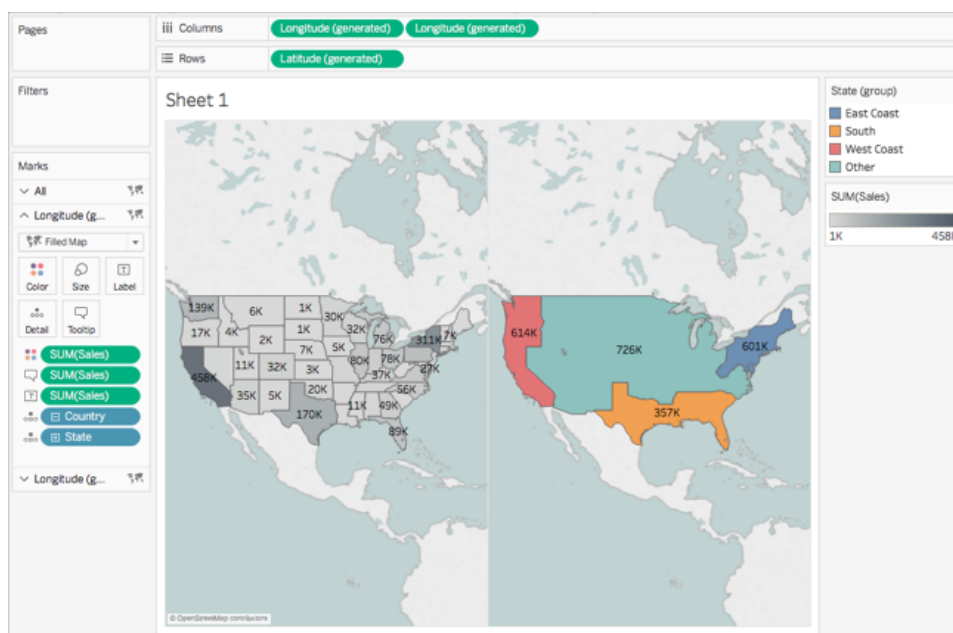 Pages
Columns
Longitude (generated)
Longitude (generated)
Rows
Latitude (generated)
Filters
Marks
All
Longitude (g...
Filled Map
Color
Size
Label
Detail
Tooltip
SUM(Sales)
SUM(Sales)
SUM(Sales)
Country
State
Longitude (g...
Sheet 1
139K
6K
1K
30K
17K
4K
2K
1K
32K
76K
311K
7K
5K
7K
11K
32K
3K
80K
78K
27K
458K
37K
35K
5K
20K
56K
170K
11K
49K
89K
614K
726K
601K
357K
© OpenStreetMap contributors
State (group)
East Coast
South
West Coast
Other
SUM(Sales)
1K
458K